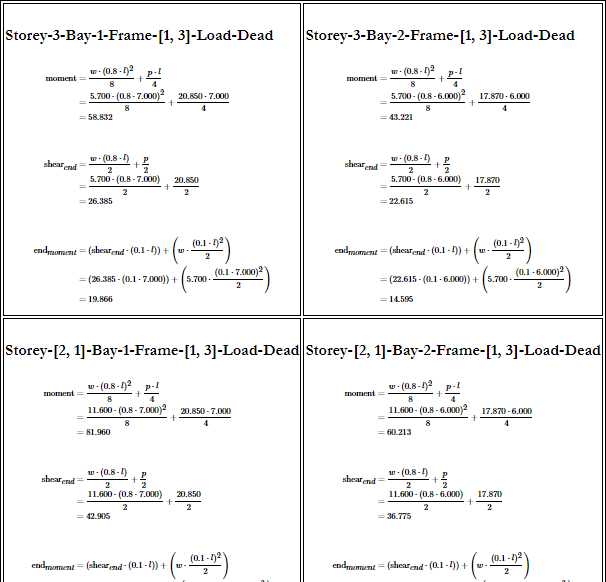 Storey-3-Bay-1-Frame-[1, 3]-Load-Dead
moment = w · (0.8 · l)² / 8 + p · l / 4
= 5.700 · (0.8 · 7.000)² / 8 + 20.850 · 7.000 / 4
= 58.832
shear_end = w · (0.8 · l) / 2 + p / 2
= 5.700 · (0.8 · 7.000) / 2 + 20.850 / 2
= 26.385
end_moment = (shear_end · (0.1 · l)) + (w · (0.1 · l)² / 2)
= (26.385 · (0.1 · 7.000)) + (5.700 · (0.1 · 7.000)² / 2)
= 19.866
Storey-3-Bay-2-Frame-[1, 3]-Load-Dead
moment = w · (0.8 · l)² / 8 + p · l / 4
= 5.700 · (0.8 · 6.000)² / 8 + 17.870 · 6.000 / 4
= 43.221
shear_end = w · (0.8 · l) / 2 + p / 2
= 5.700 · (0.8 · 6.000) / 2 + 17.870 / 2
= 22.615
end_moment = (shear_end · (0.1 · l)) + (w · (0.1 · l)² / 2)
= (22.615 · (0.1 · 6.000)) + (5.700 · (0.1 · 6.000)² / 2)
= 14.595
Storey-[2, 1]-Bay-1-Frame-[1, 3]-Load-Dead
moment = w · (0.8 · l)² / 8 + p · l / 4
= 11.600 · (0.8 · 7.000)² / 8 + 20.850 · 7.000 / 4
= 81.960
shear_end = w · (0.8 · l) / 2 + p / 2
= 11.600 · (0.8 · 7.000) / 2 + 20.850 / 2
= 42.905
end_moment = (shear_end · (0.1 · l)) + (w · (0.1 · l)² / 2)
Storey-[2, 1]-Bay-2-Frame-[1, 3]-Load-Dead
moment = w · (0.8 · l)² / 8 + p · l / 4
= 11.600 · (0.8 · 6.000)² / 8 + 17.870 · 6.000 / 4
= 60.213
shear_end = w · (0.8 · l) / 2 + p / 2
= 11.600 · (0.8 · 6.000) / 2 + 17.870 / 2
= 36.775
end_moment = (shear_end · (0.1 · l)) + (w · (0.1 · l)² / 2)